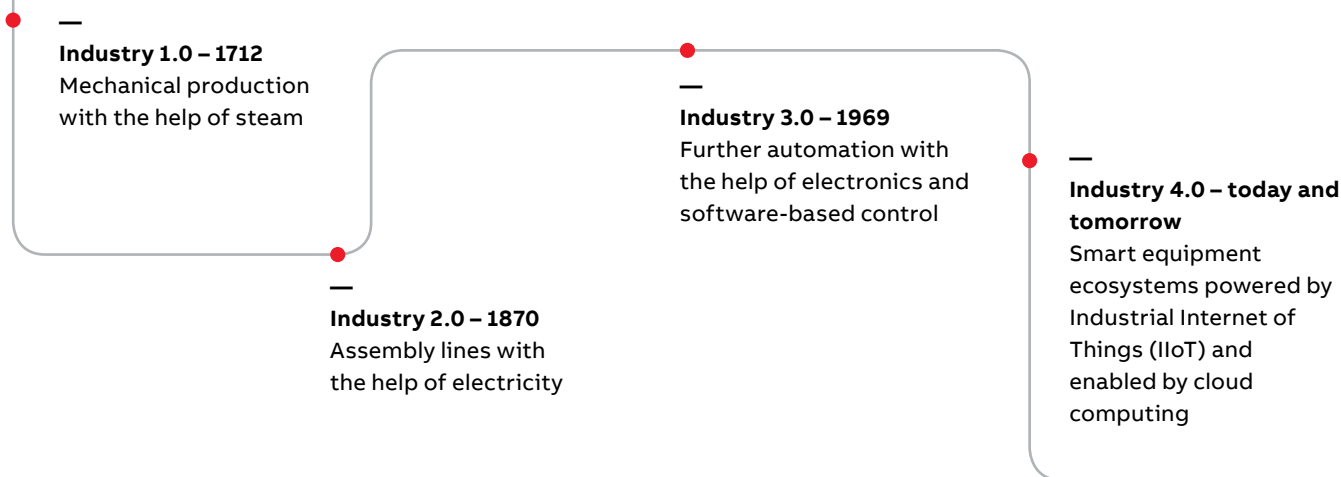 Industry 1.0 – 1712
Mechanical production
with the help of steam
Industry 2.0 – 1870
Assembly lines with
the help of electricity
Industry 3.0 – 1969
Further automation with
the help of electronics and
software-based control
Industry 4.0 – today and
tomorrow
Smart equipment
ecosystems powered by
Industrial Internet of
Things (IIoT) and
enabled by cloud
computing